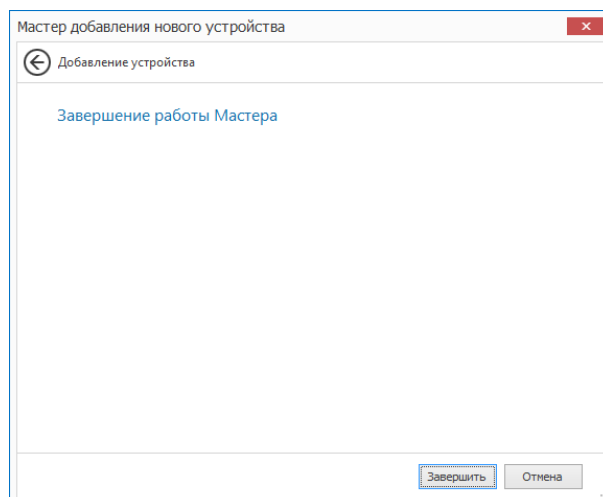 Мастер добавления нового устройства
Добавление устройства
Завершение работы Мастера
Завершить
Отмена